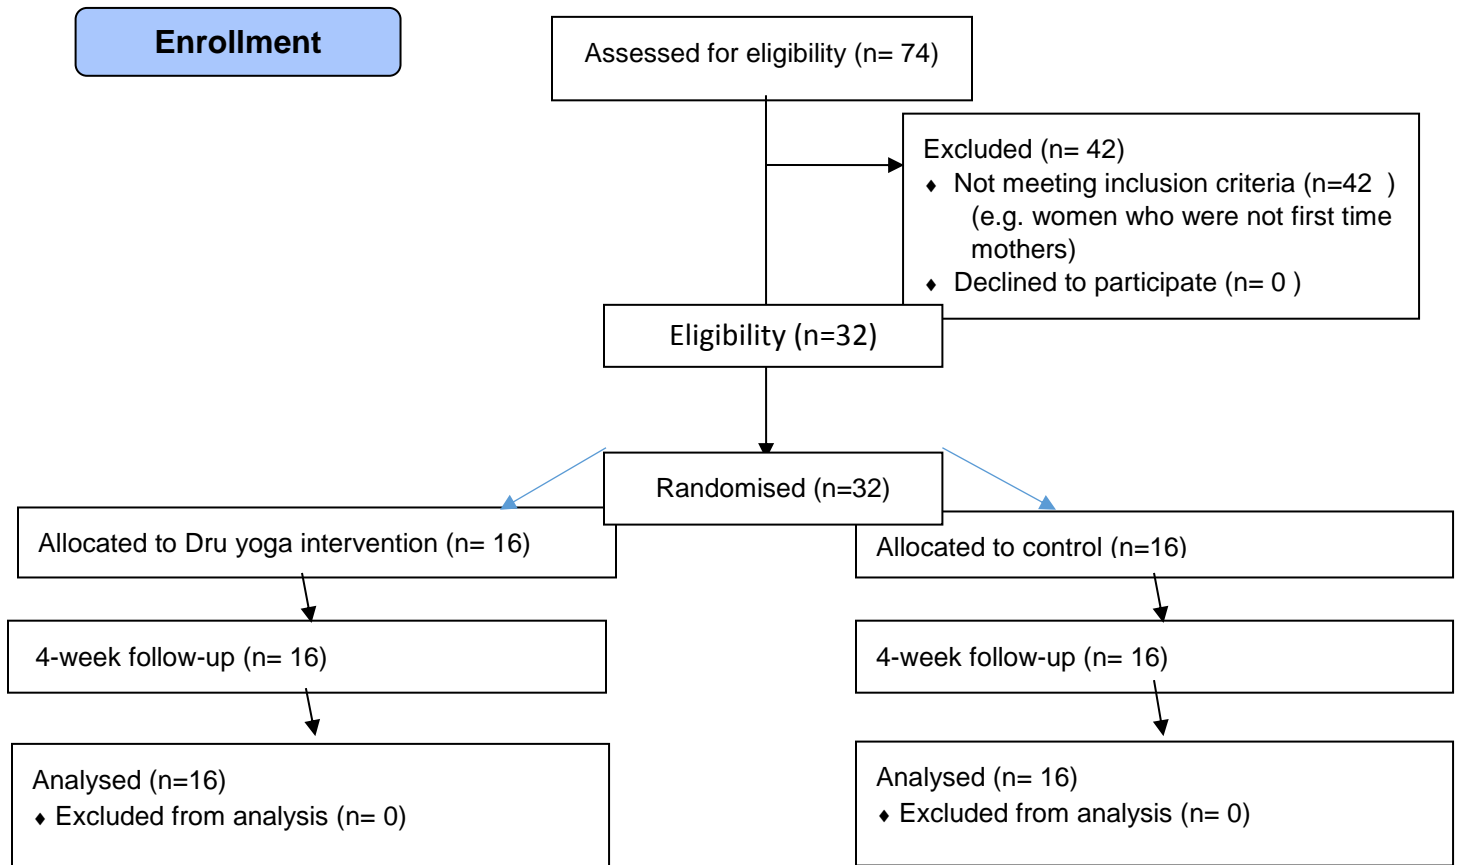 Enrollment
Assessed for eligibility (n= 74)
Excluded (n= 42)
♦ Not meeting inclusion criteria (n=42 )
(e.g. women who were not first time
mothers)
♦ Declined to participate (n= 0 )
Eligibility (n=32)
Randomised (n=32)
Allocated to Dru yoga intervention (n= 16)
Allocated to control (n=16)
4-week follow-up (n= 16)
4-week follow-up (n= 16)
Analysed (n=16)
♦ Excluded from analysis (n= 0)
Analysed (n= 16)
♦ Excluded from analysis (n= 0)